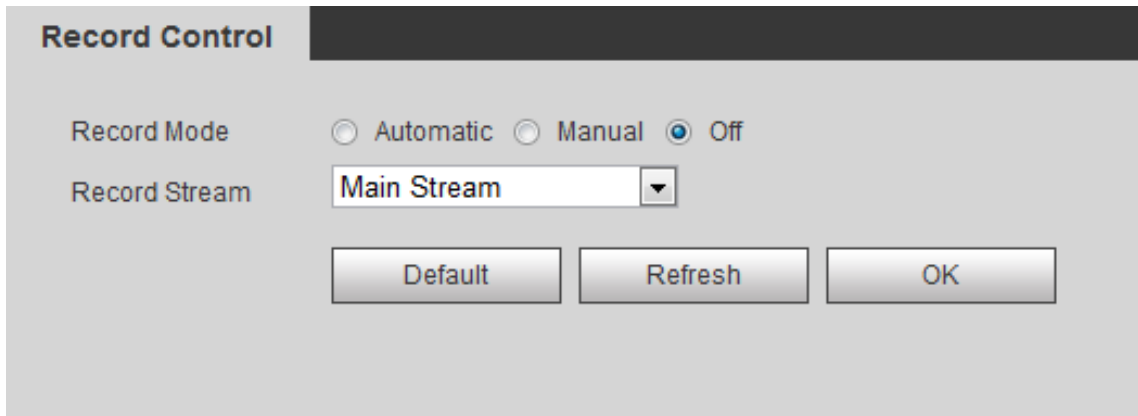 Record Control
Record Mode Automatic Manual Off
Record Stream Main Stream
Default Refresh OK